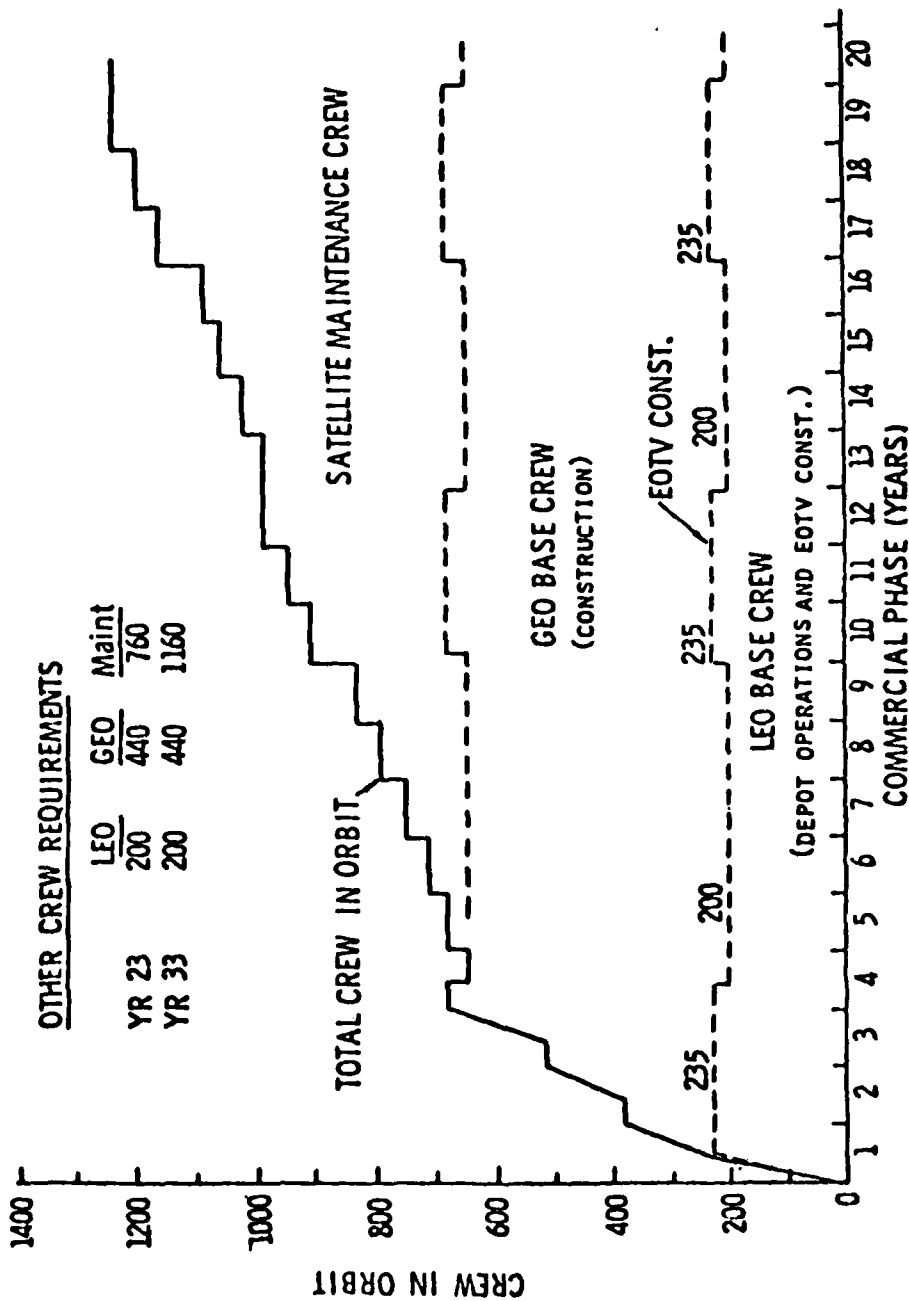 OTHER CREW REQUIREMENTS
LEO GEO Maint
YR 23 200 440 760
YR 33 200 440 1160
TOTAL CREW IN ORBIT
SATELLITE MAINTENANCE CREW
GEO BASE CREW
(CONSTRUCTION)
EOTV CONST.
235
200
235
200
235
LEO BASE CREW
(DEPOT OPERATIONS AND EOTV CONST.)
CREW IN ORBIT
1400
1200
1000
800
600
400
200
0
1 2 3 4 5 6 7 8 9 10 11 12 13 14 15 16 17 18 19 20
COMMERCIAL PHASE (YEARS)